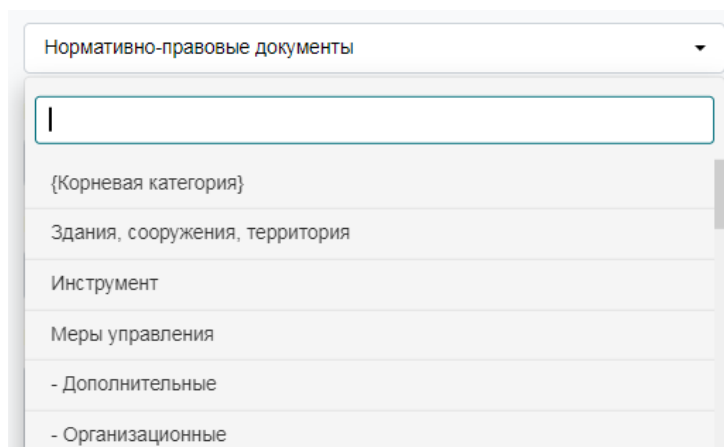 Нормативно-правовые документы
{Корневая категория}
Здания, сооружения, территория
Инструмент
Меры управления
- Дополнительные
- Организационные